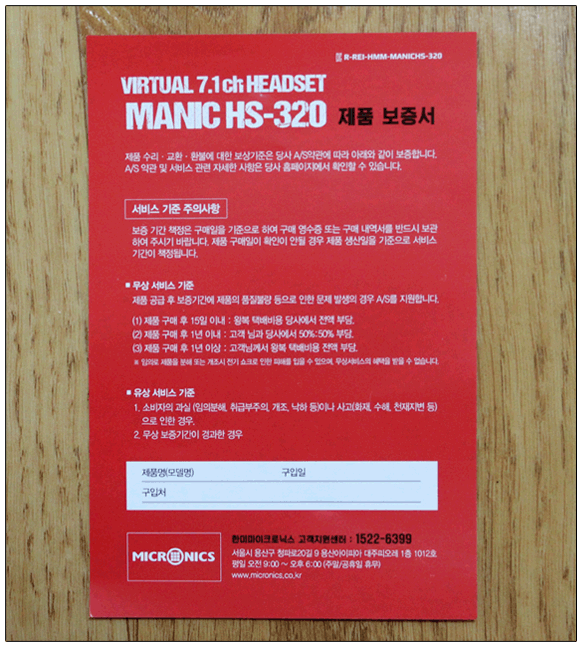 R-REI-HMM-MANICHS-320
VIRTUAL 7.1ch HEADSET
MANIC HS-320 제품 보증서
제품 수리 · 교환 · 환불에 대한 보상기준은 당사 A/S약관에 따라 아래와 같이 보증합니다.
A/S 약관 및 서비스 관련 자세한 사항은 당사 홈페이지에서 확인할 수 있습니다.
서비스 기준 주의사항
보증 기간 책정은 구매일을 기준으로 하여 구매 영수증 또는 구매 내역서를 반드시 보관
하여 주시기 바랍니다. 제품 구매일이 확인이 안될 경우 제품 생산일을 기준으로 서비스
기간이 책정됩니다.
■ 무상 서비스 기준
제품 공급 후 보증기간에 제품의 품질불량 등으로 인한 문제 발생의 경우 A/S를 지원합니다.
(1) 제품 구매 후 15일 이내 : 왕복 택배비용 당사에서 전액 부담.
(2) 제품 구매 후 1년 이내 : 고객 님과 당사에서 50%:50% 부담.
(3) 제품 구매 후 1년 이상 : 고객님께서 왕복 택배비용 전액 부담.
※ 임의로 제품을 분해 또는 개조시 전기 쇼크로 인한 피해를 입을 수 있으며, 무상서비스의 혜택을 받을 수 없습니다.
■ 유상 서비스 기준
1. 소비자의 과실 (임의분해, 취급부주의, 개조, 낙하 등)이나 사고(화재, 수해, 천재지변 등)
으로 인한 경우.
2. 무상 보증기간이 경과한 경우
제품명(모델명) 구입일
구입처
MICRONICS
한미마이크로닉스 고객지원센터 : 1522-6399
서울시 용산구 청파로20길 9 용산아이피아 대주피오레 1층 1012호
평일 오전 9:00 ~ 오후 6:00 (주말/공휴일 휴무)
www.micronics.co.kr